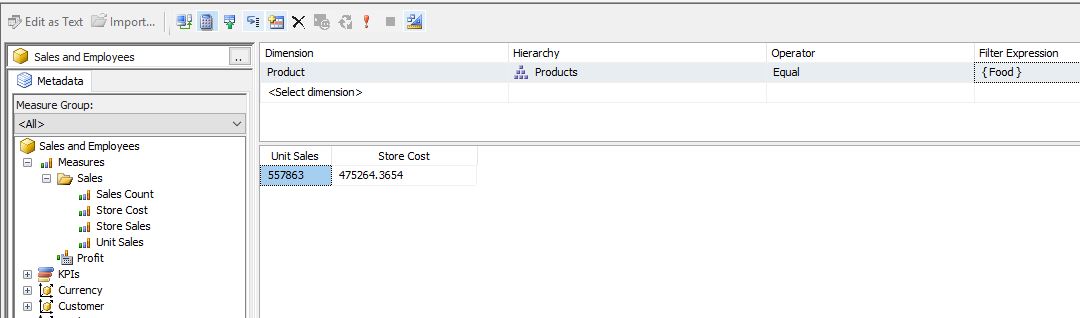 Edit as Text Import...
Sales and Employees ..
Metadata
Measure Group:
<All>
Sales and Employees
Measures
Sales
Sales Count
Store Cost
Store Sales
Unit Sales
Profit
KPIs
Currency
Customer
Dimension Hierarchy Operator Filter Expression
Product Products Equal { Food }
<Select dimension>
Unit Sales Store Cost
557863 475264.3654